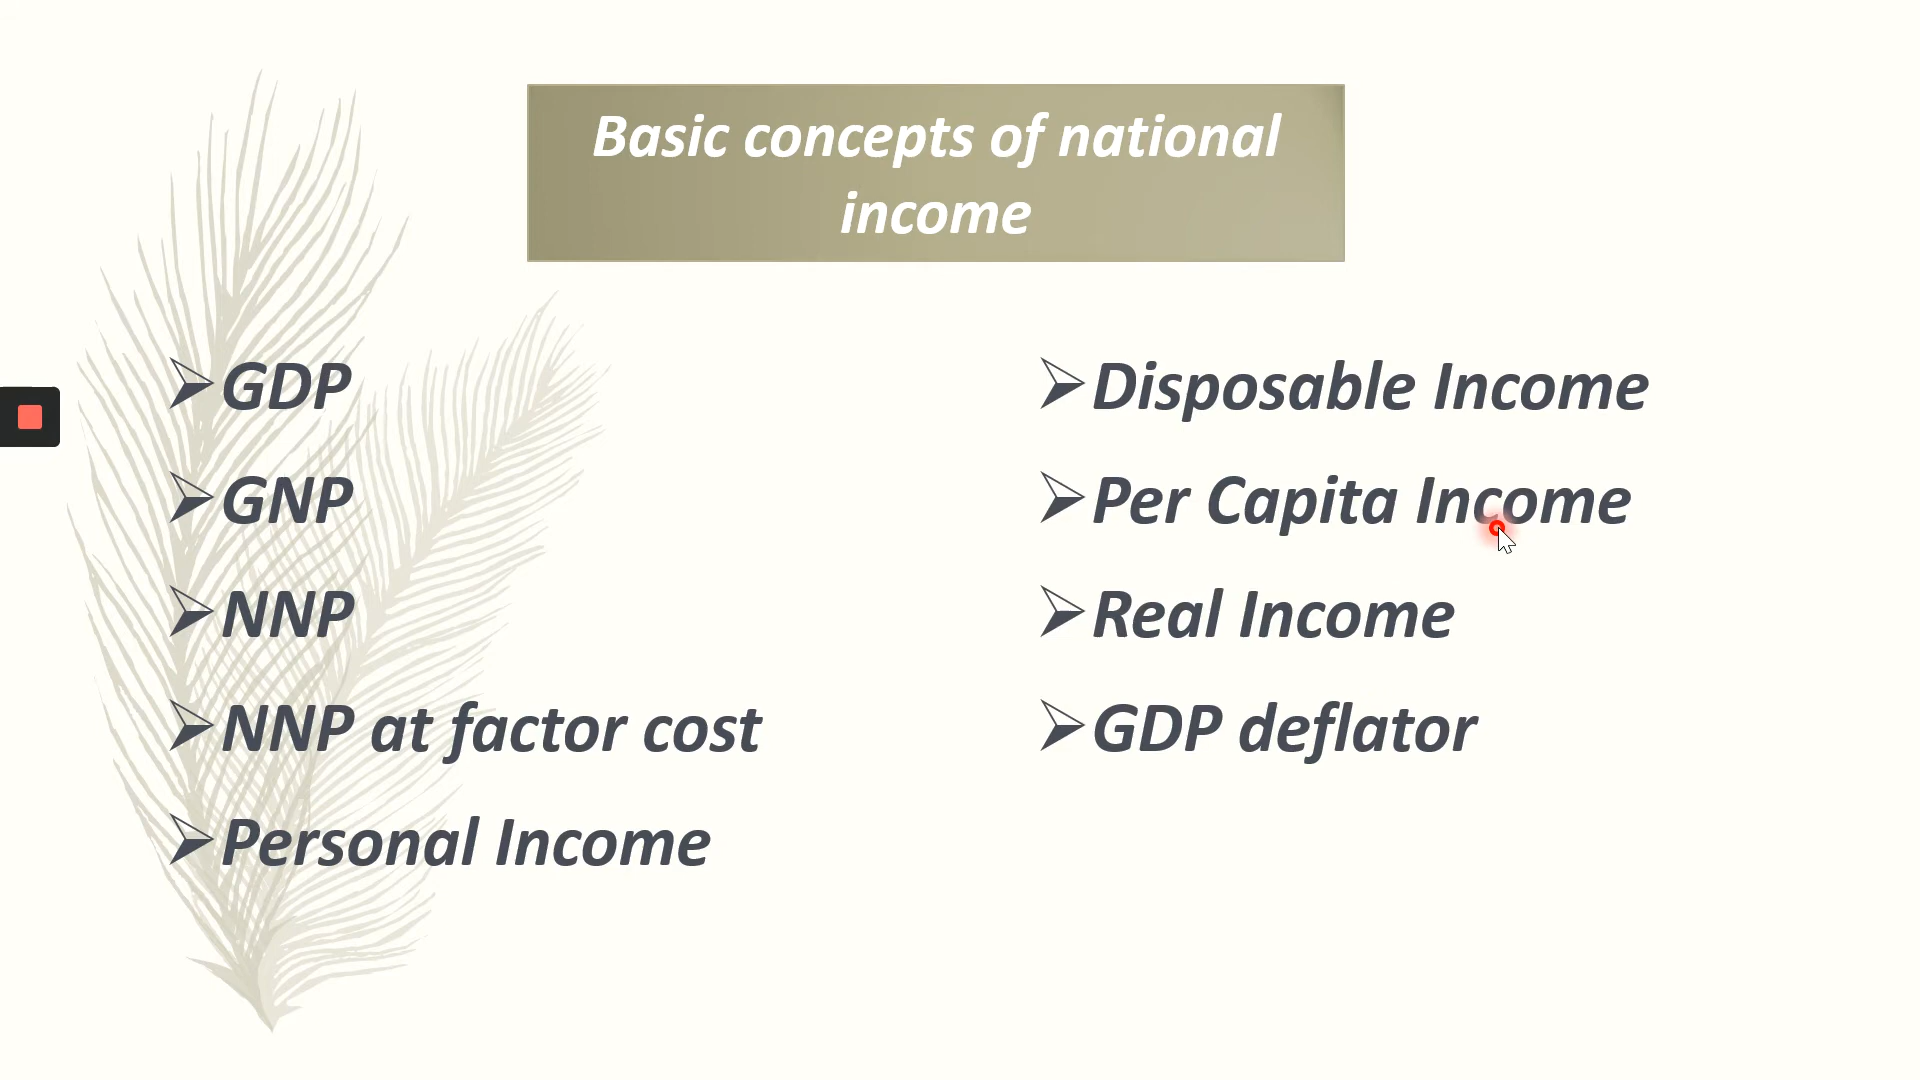 Basic concepts of national
income
GDP
GNP
NNP
NNP at factor cost
Personal Income
Disposable Income
Per Capita Income
Real Income
GDP deflator